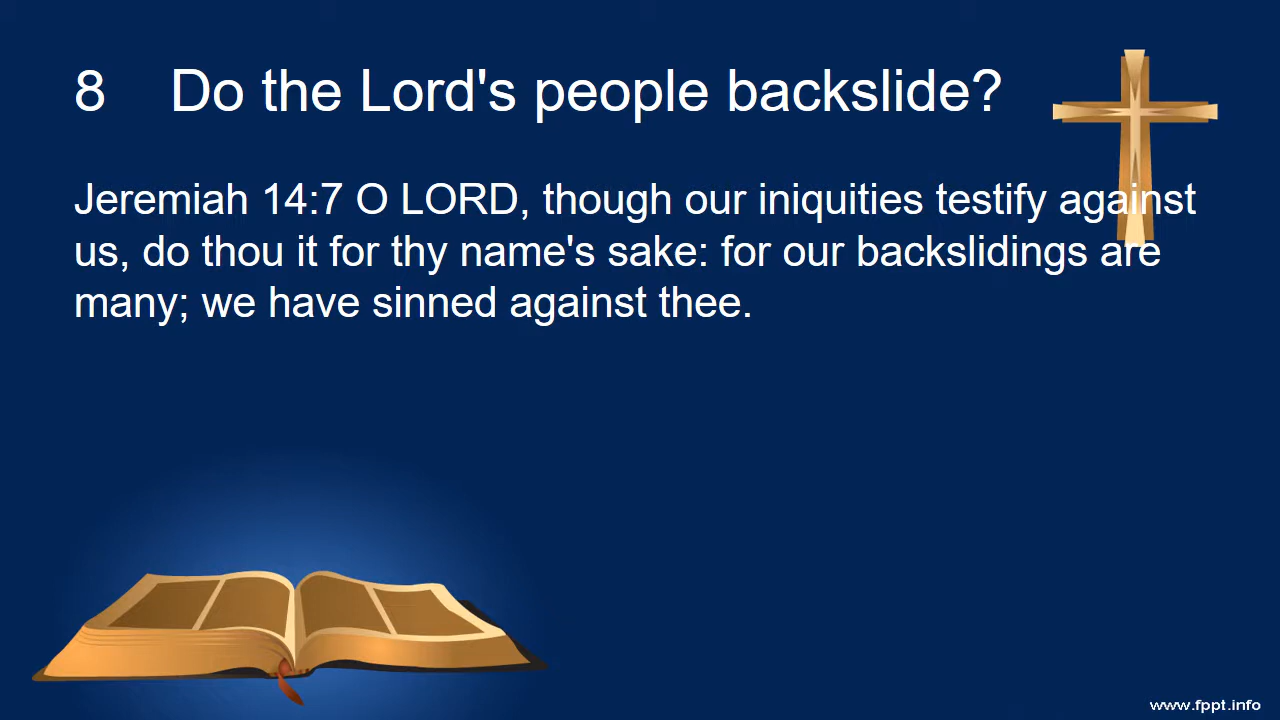 8 Do the Lord's people backslide?
Jeremiah 14:7 O LORD, though our iniquities testify against
us, do thou it for thy name's sake: for our backslidings are
many; we have sinned against thee.
www.fppt.info